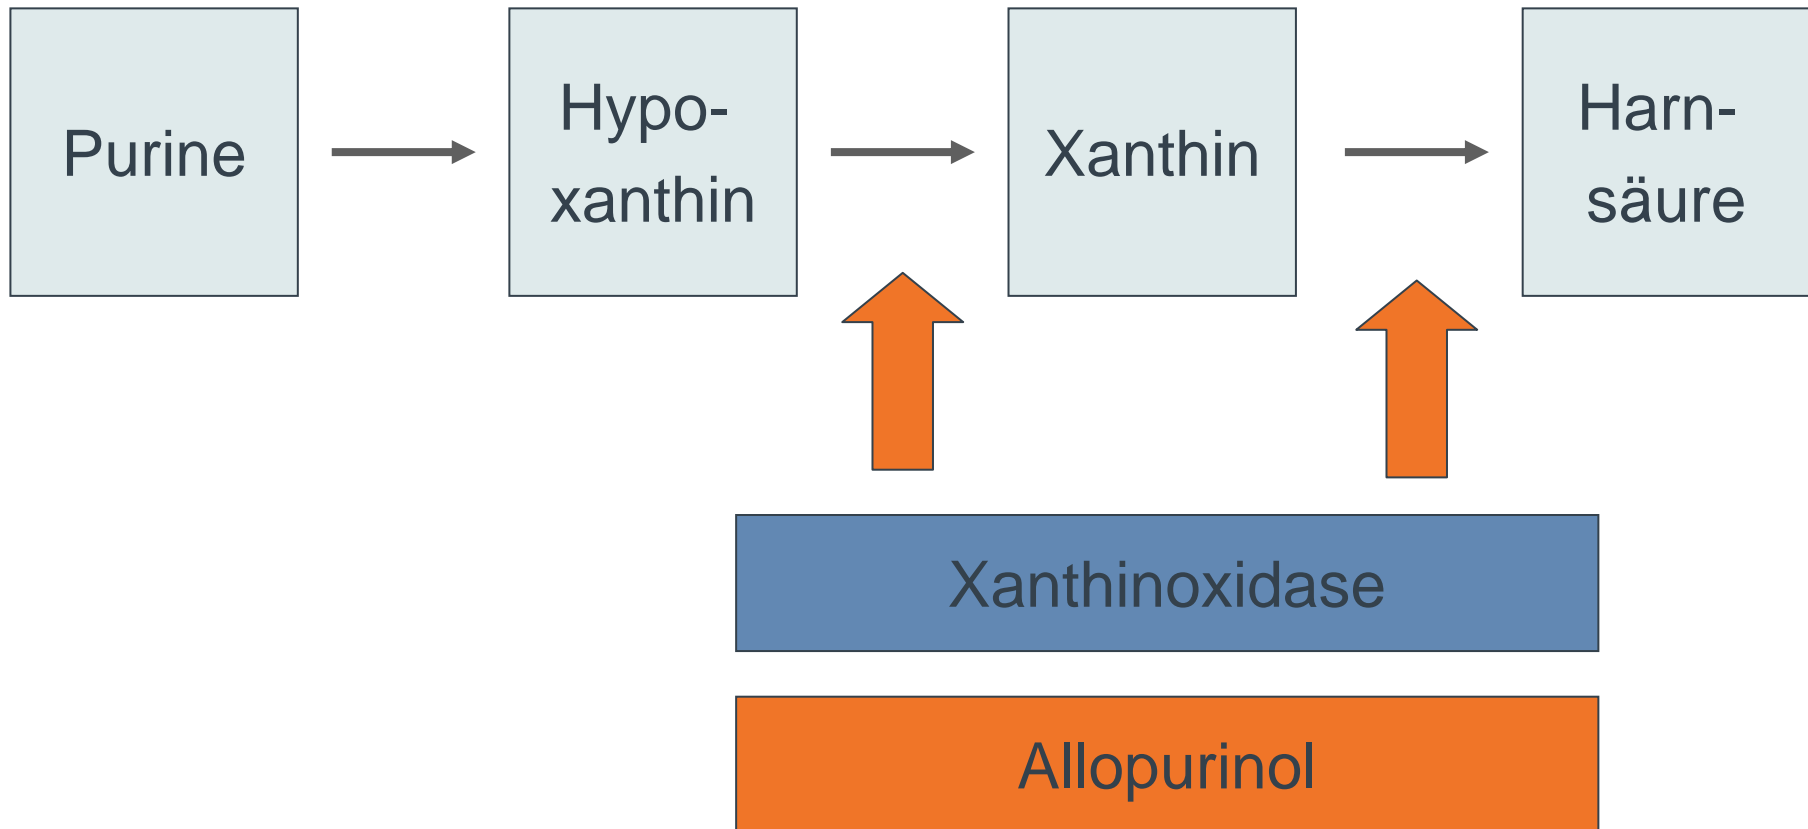 Purine
Hypo-
xanthin
Xanthin
Harn-
säure
Xanthinoxidase
Allopurinol